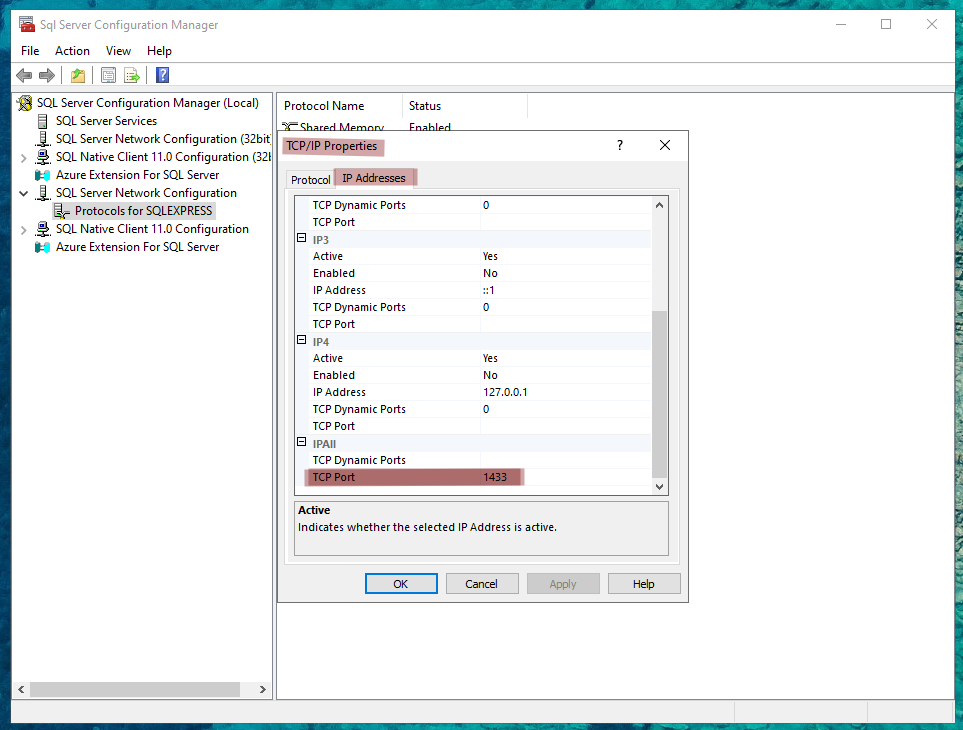 Sql Server Configuration Manager
File Action View Help
SQL Server Configuration Manager (Local)
SQL Server Services
SQL Server Network Configuration (32bit
SQL Native Client 11.0 Configuration (32b
Azure Extension For SQL Server
SQL Server Network Configuration
Protocols for SQLEXPRESS
SQL Native Client 11.0 Configuration
Azure Extension For SQL Server
Protocol Name Status
Shared Memory Enabled
TCP/IP Properties ?
Protocol IP Addresses
TCP Dynamic Ports 0
TCP Port
IP3
Active Yes
Enabled No
IP Address ::1
TCP Dynamic Ports 0
TCP Port
IP4
Active Yes
Enabled No
IP Address 127.0.0.1
TCP Dynamic Ports 0
TCP Port
IPAll
TCP Dynamic Ports
TCP Port 1433
Active
Indicates whether the selected IP Address is active.
OK Cancel Apply Help